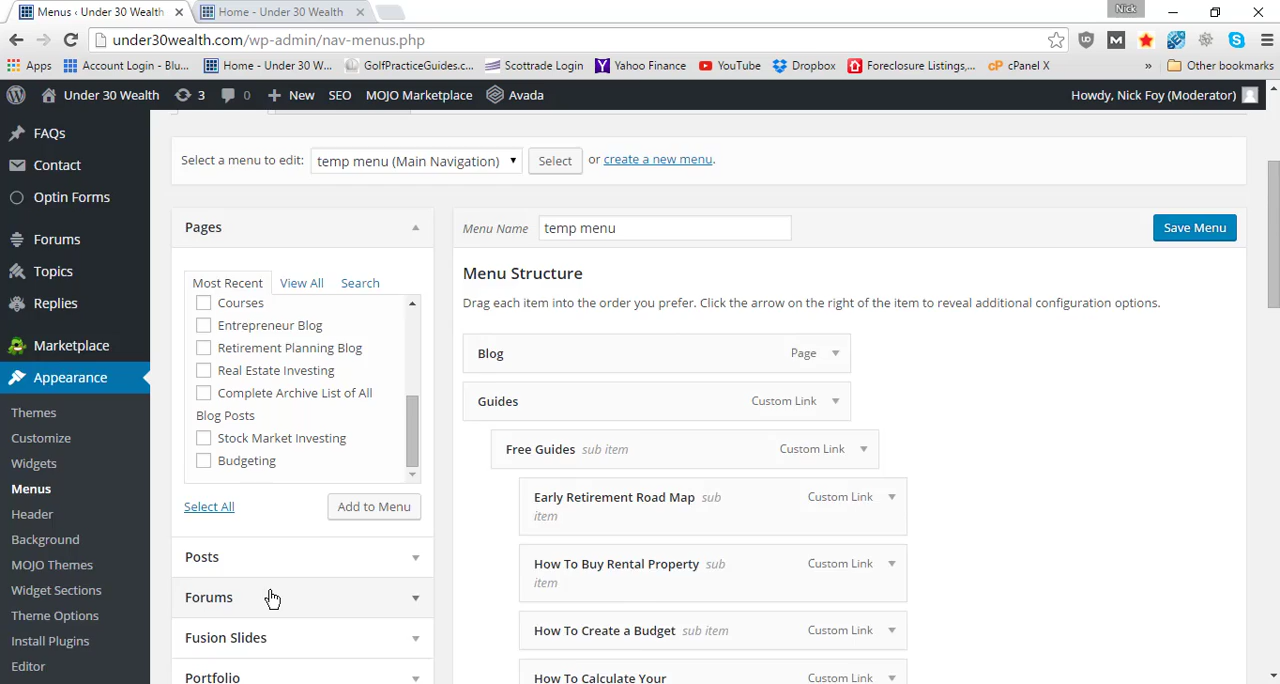 Menus ‹ Under 30 Wealth
Home - Under 30 Wealth
Nick
under30wealth.com/wp-admin/nav-menus.php
Apps
Account Login - Blu...
Home - Under 30 W...
GolfPracticeGuides.c...
Scottrade Login
Yahoo Finance
YouTube
Dropbox
Foreclosure Listings,...
cP cPanel X
»
Other bookmarks
Under 30 Wealth
3
0
New
SEO
MOJO Marketplace
Avada
Howdy, Nick Foy (Moderator)
FAQs
Contact
Optin Forms
Forums
Topics
Replies
Marketplace
Appearance
Themes
Customize
Widgets
Menus
Header
Background
MOJO Themes
Widget Sections
Theme Options
Install Plugins
Editor
Select a menu to edit: temp menu (Main Navigation) Select or create a new menu.
Pages
Most Recent View All Search
Courses
Entrepreneur Blog
Retirement Planning Blog
Real Estate Investing
Complete Archive List of All
Blog Posts
Stock Market Investing
Budgeting
Select All Add to Menu
Posts
Forums
Fusion Slides
Portfolio
Menu Name temp menu Save Menu
Menu Structure
Drag each item into the order you prefer. Click the arrow on the right of the item to reveal additional configuration options.
Blog Page
Guides Custom Link
Free Guides sub item Custom Link
Early Retirement Road Map sub Custom Link
item
How To Buy Rental Property sub Custom Link
item
How To Create a Budget sub item Custom Link
How To Calculate Your Custom Link